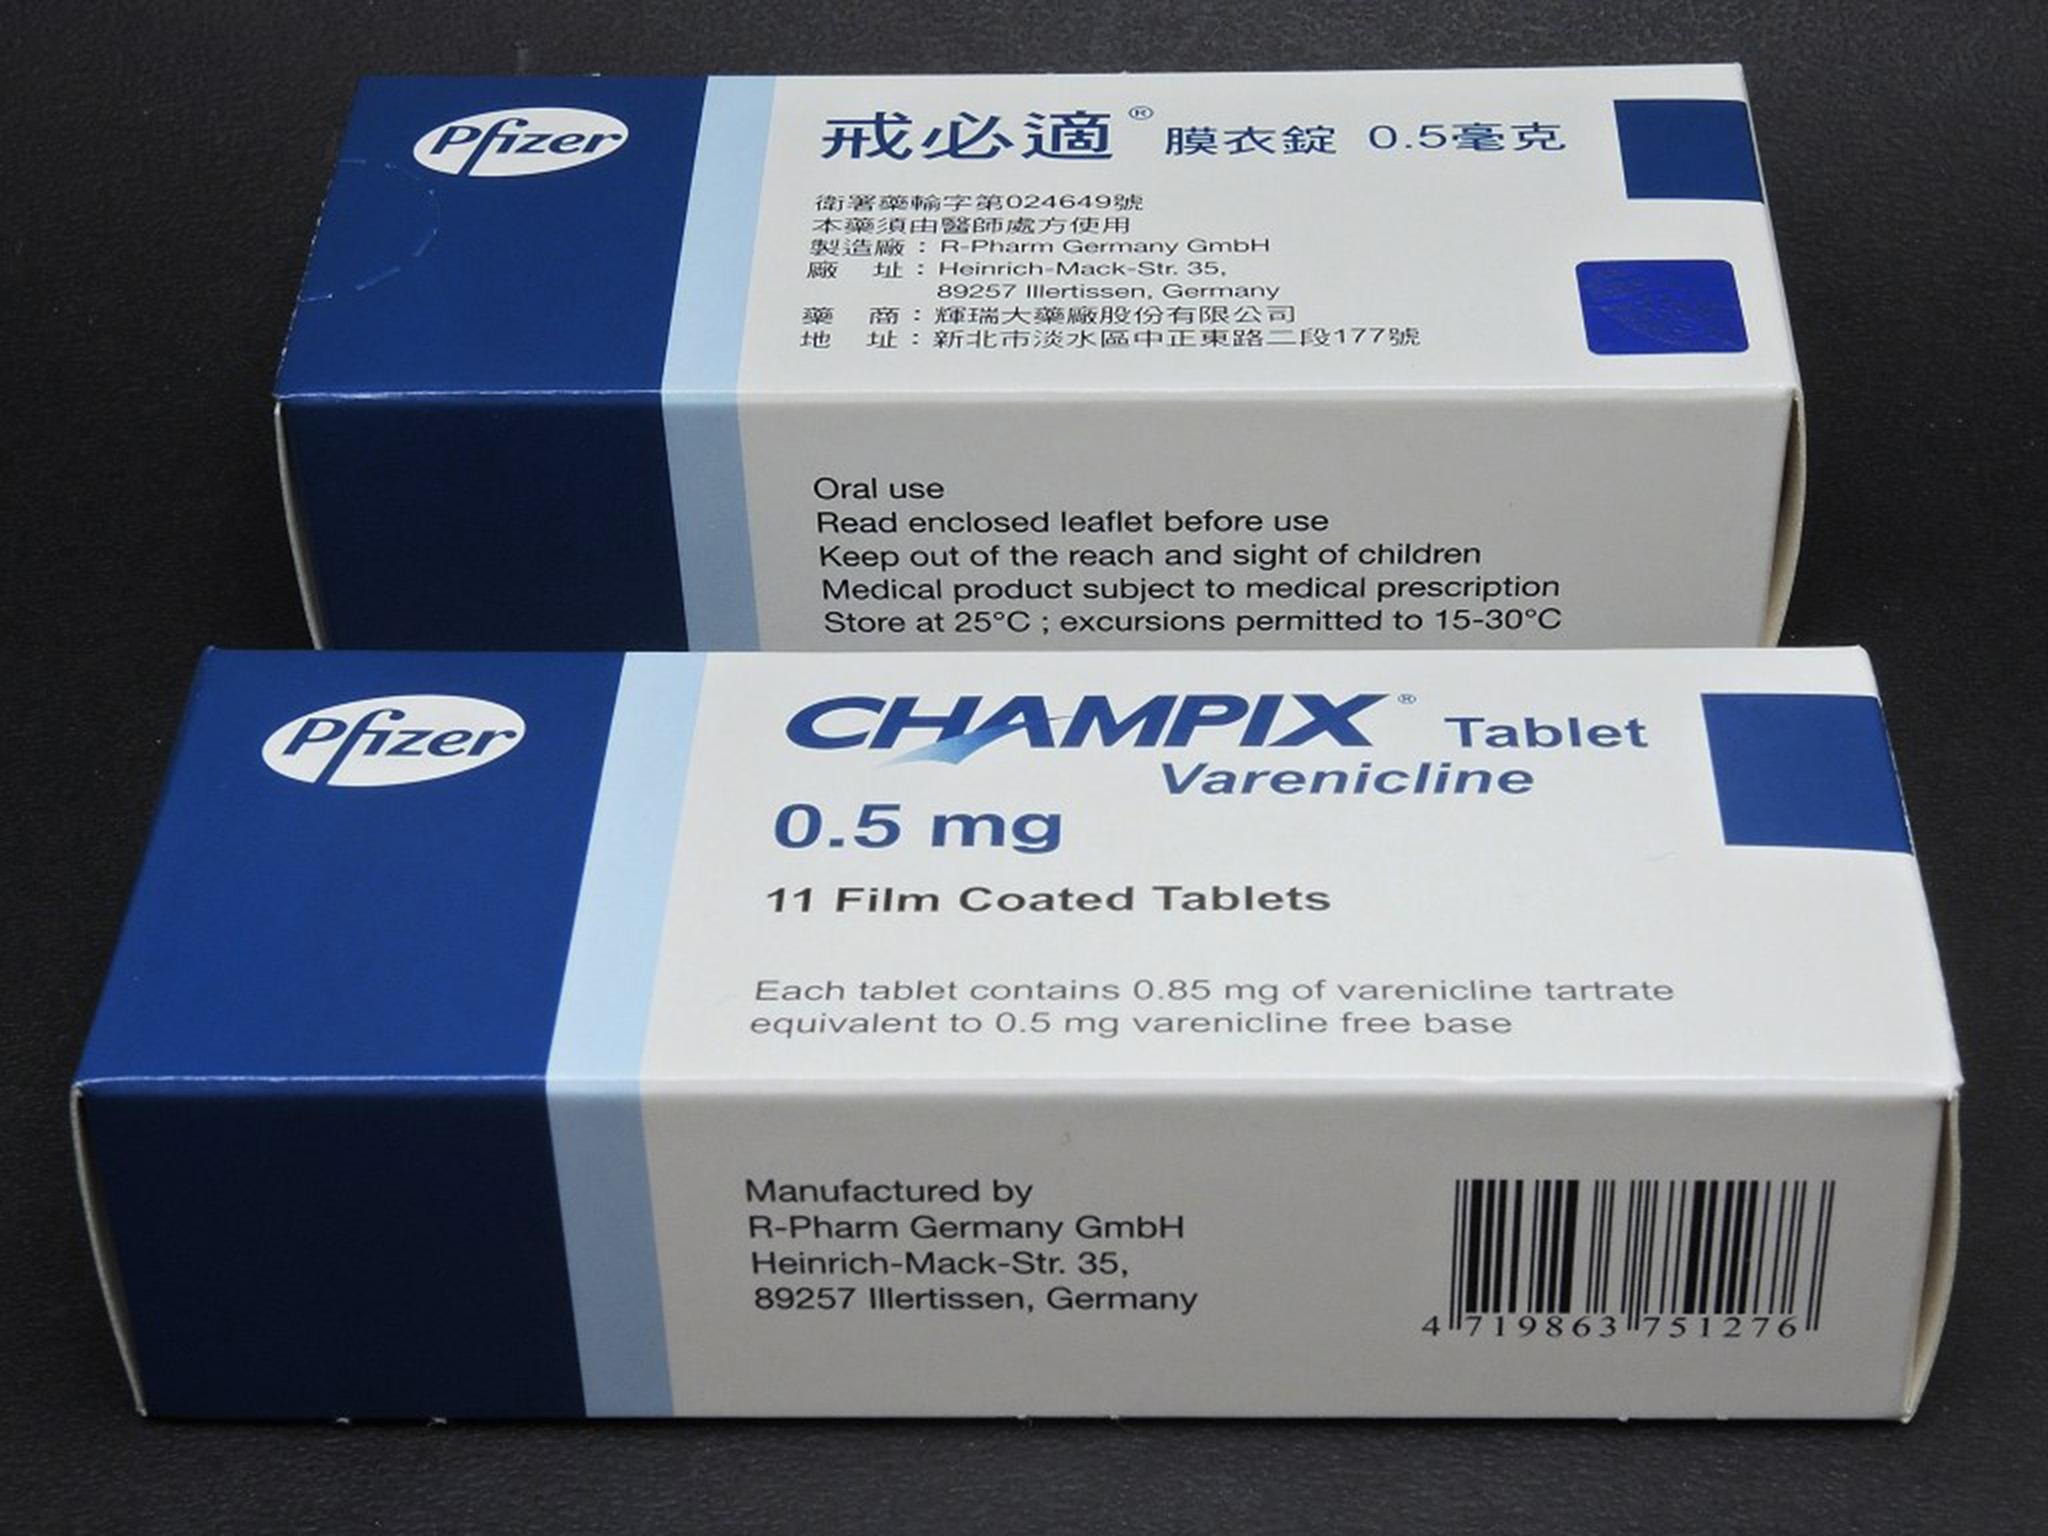 Pfizer
戒必適® 膜衣錠 0.5毫克
衛署藥輸字第024649號
本藥須由醫師處方使用
製造廠：R-Pharm Germany GmbH
廠 址：Heinrich-Mack-Str. 35,
89257 Illertissen, Germany
藥 商：輝瑞大藥廠股份有限公司
地 址：新北市淡水區中正東路二段177號
Oral use
Read enclosed leaflet before use
Keep out of the reach and sight of children
Medical product subject to medical prescription
Store at 25°C ; excursions permitted to 15-30°C
Pfizer
CHAMPIX® Tablet
Varenicline
0.5 mg
11 Film Coated Tablets
Each tablet contains 0.85 mg of varenicline tartrate
equivalent to 0.5 mg varenicline free base
Manufactured by
R-Pharm Germany GmbH
Heinrich-Mack-Str. 35,
89257 Illertissen, Germany
4 719863 751276